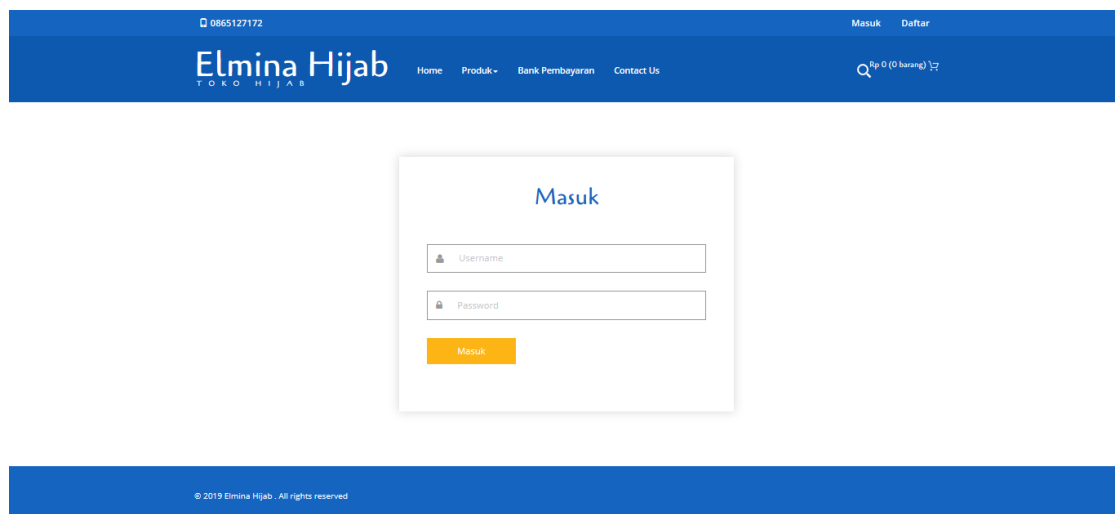 0865127172
Masuk Daftar
Elmina Hijab
TOKO HIJAB
Home Produk Bank Pembayaran Contact Us
Rp 0 (0 barang)
Masuk
Username
Password
Masuk
© 2019 Elmina Hijab . All rights reserved